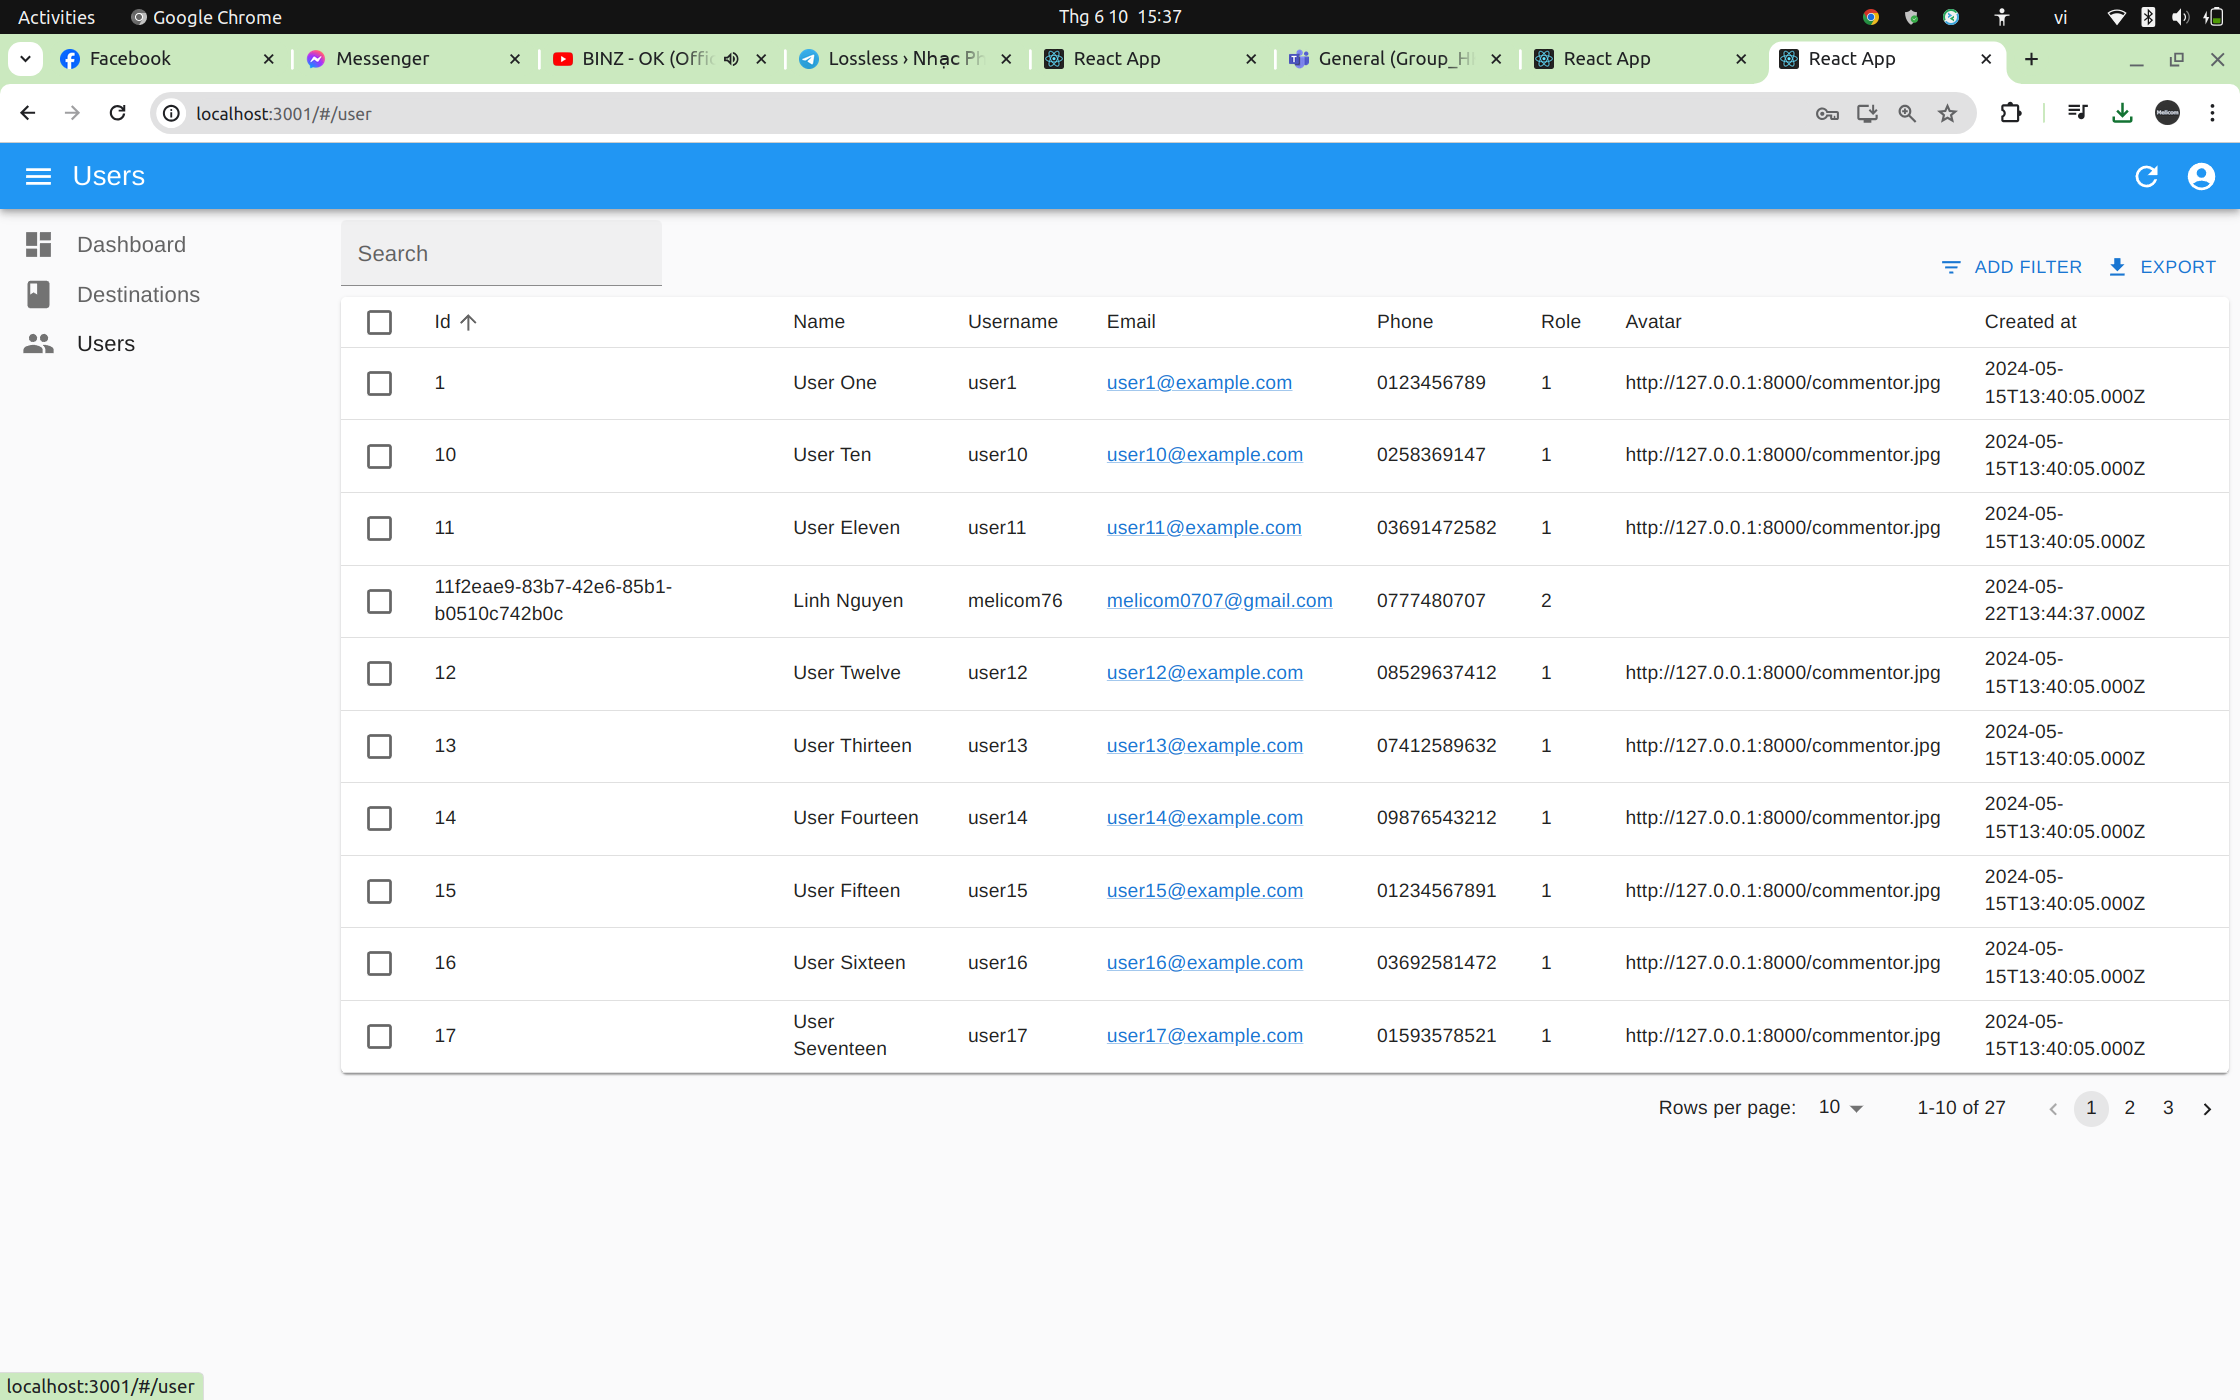 Activities
Google Chrome
Thg 6 10 15:37
vi
Facebook
Messenger
BINZ - OK (Offic
Lossless › Nhạc Ph
React App
General (Group_HI
React App
React App
localhost:3001/#/user
Users
Dashboard
Destinations
Users
Search
ADD FILTER
EXPORT
Id Name Username Email Phone Role Avatar Created at
1 User One user1 user1@example.com 0123456789 1 http://127.0.0.1:8000/commentor.jpg 2024-05-
15T13:40:05.000Z
10 User Ten user10 user10@example.com 0258369147 1 http://127.0.0.1:8000/commentor.jpg 2024-05-
15T13:40:05.000Z
11 User Eleven user11 user11@example.com 03691472582 1 http://127.0.0.1:8000/commentor.jpg 2024-05-
15T13:40:05.000Z
11f2eae9-83b7-42e6-85b1-
b0510c742b0c Linh Nguyen melicom76 melicom0707@gmail.com 0777480707 2 2024-05-
22T13:44:37.000Z
12 User Twelve user12 user12@example.com 08529637412 1 http://127.0.0.1:8000/commentor.jpg 2024-05-
15T13:40:05.000Z
13 User Thirteen user13 user13@example.com 07412589632 1 http://127.0.0.1:8000/commentor.jpg 2024-05-
15T13:40:05.000Z
14 User Fourteen user14 user14@example.com 09876543212 1 http://127.0.0.1:8000/commentor.jpg 2024-05-
15T13:40:05.000Z
15 User Fifteen user15 user15@example.com 01234567891 1 http://127.0.0.1:8000/commentor.jpg 2024-05-
15T13:40:05.000Z
16 User Sixteen user16 user16@example.com 03692581472 1 http://127.0.0.1:8000/commentor.jpg 2024-05-
15T13:40:05.000Z
17 User
Seventeen user17 user17@example.com 01593578521 1 http://127.0.0.1:8000/commentor.jpg 2024-05-
15T13:40:05.000Z
Rows per page: 10 1-10 of 27 1 2 3
localhost:3001/#/user